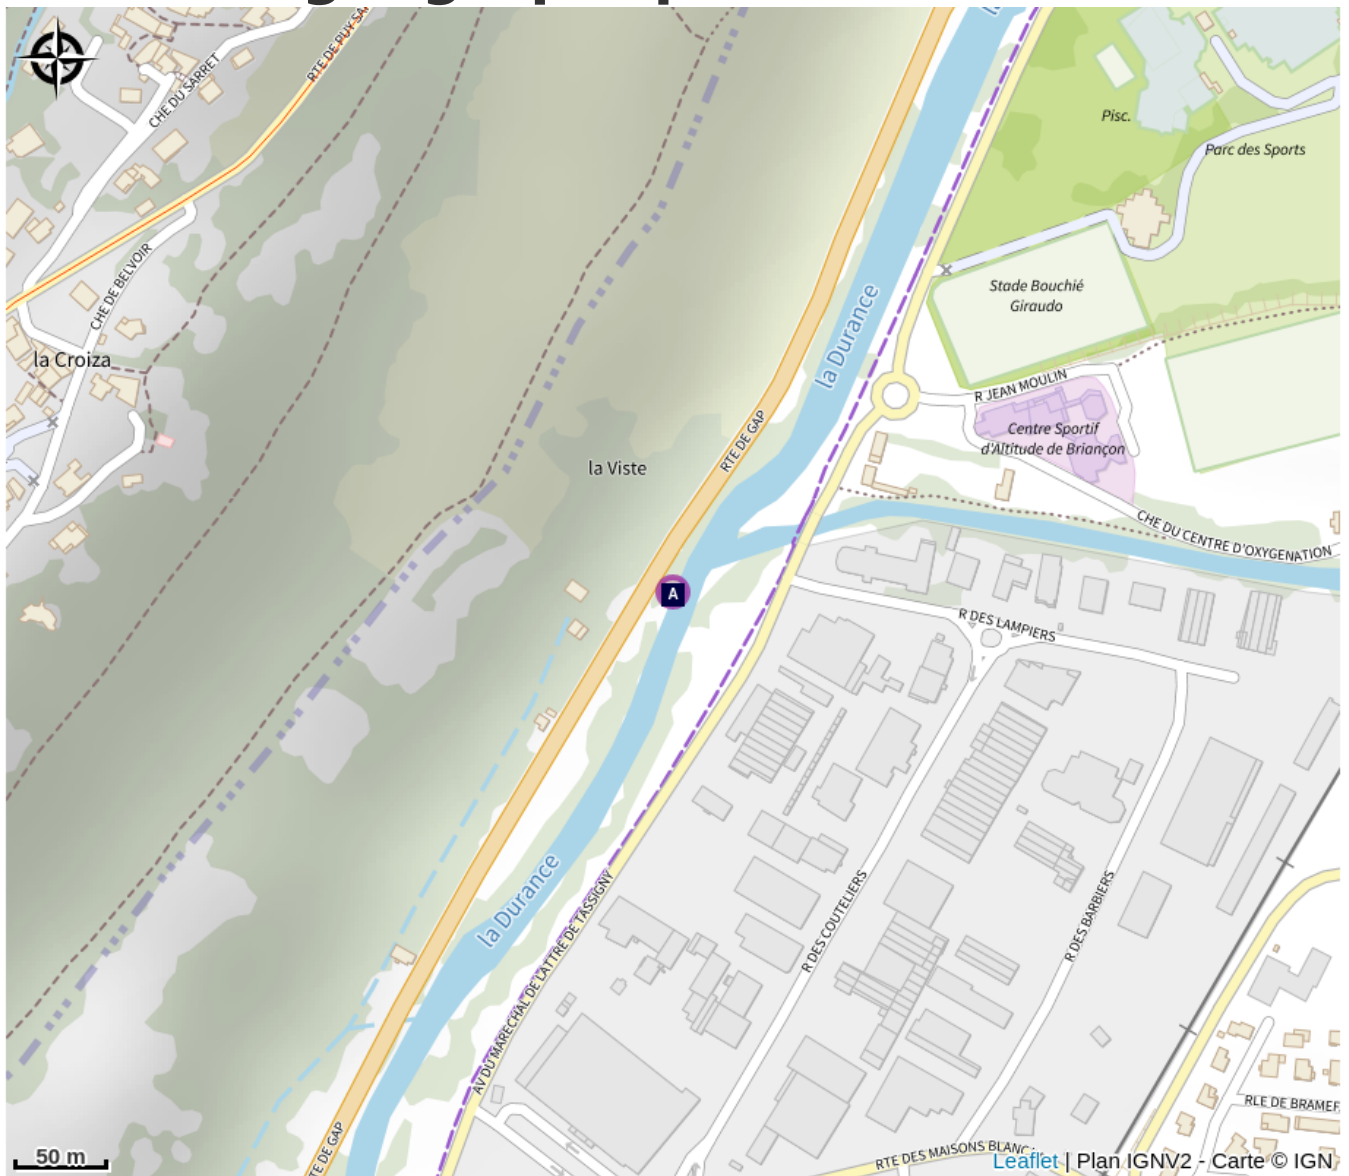 la
CHE DU SARRET
RTE DE PUY SA
Pisc.
Parc des Sports
CHE DE BELVOIR
Stade Bouchié
Giraudo
la Durance
la Croiza
R JEAN MOULIN
Centre Sportif
d'Altitude de Briançon
RTE DE GAP
la Viste
CHE DU CENTRE D'OXYGENATION
A
R DES LAMPIERS
la Durance
AV DU MARECHAL DE LATTRE DE TASSIGNY
R DES COUTELIERS
R DES BARBIERS
RLE DE BRAMEF
TE DE GAP
RTE DES MAISONS BLANC
50 m
Leaflet | Plan IGNV2 - Carte © IGN